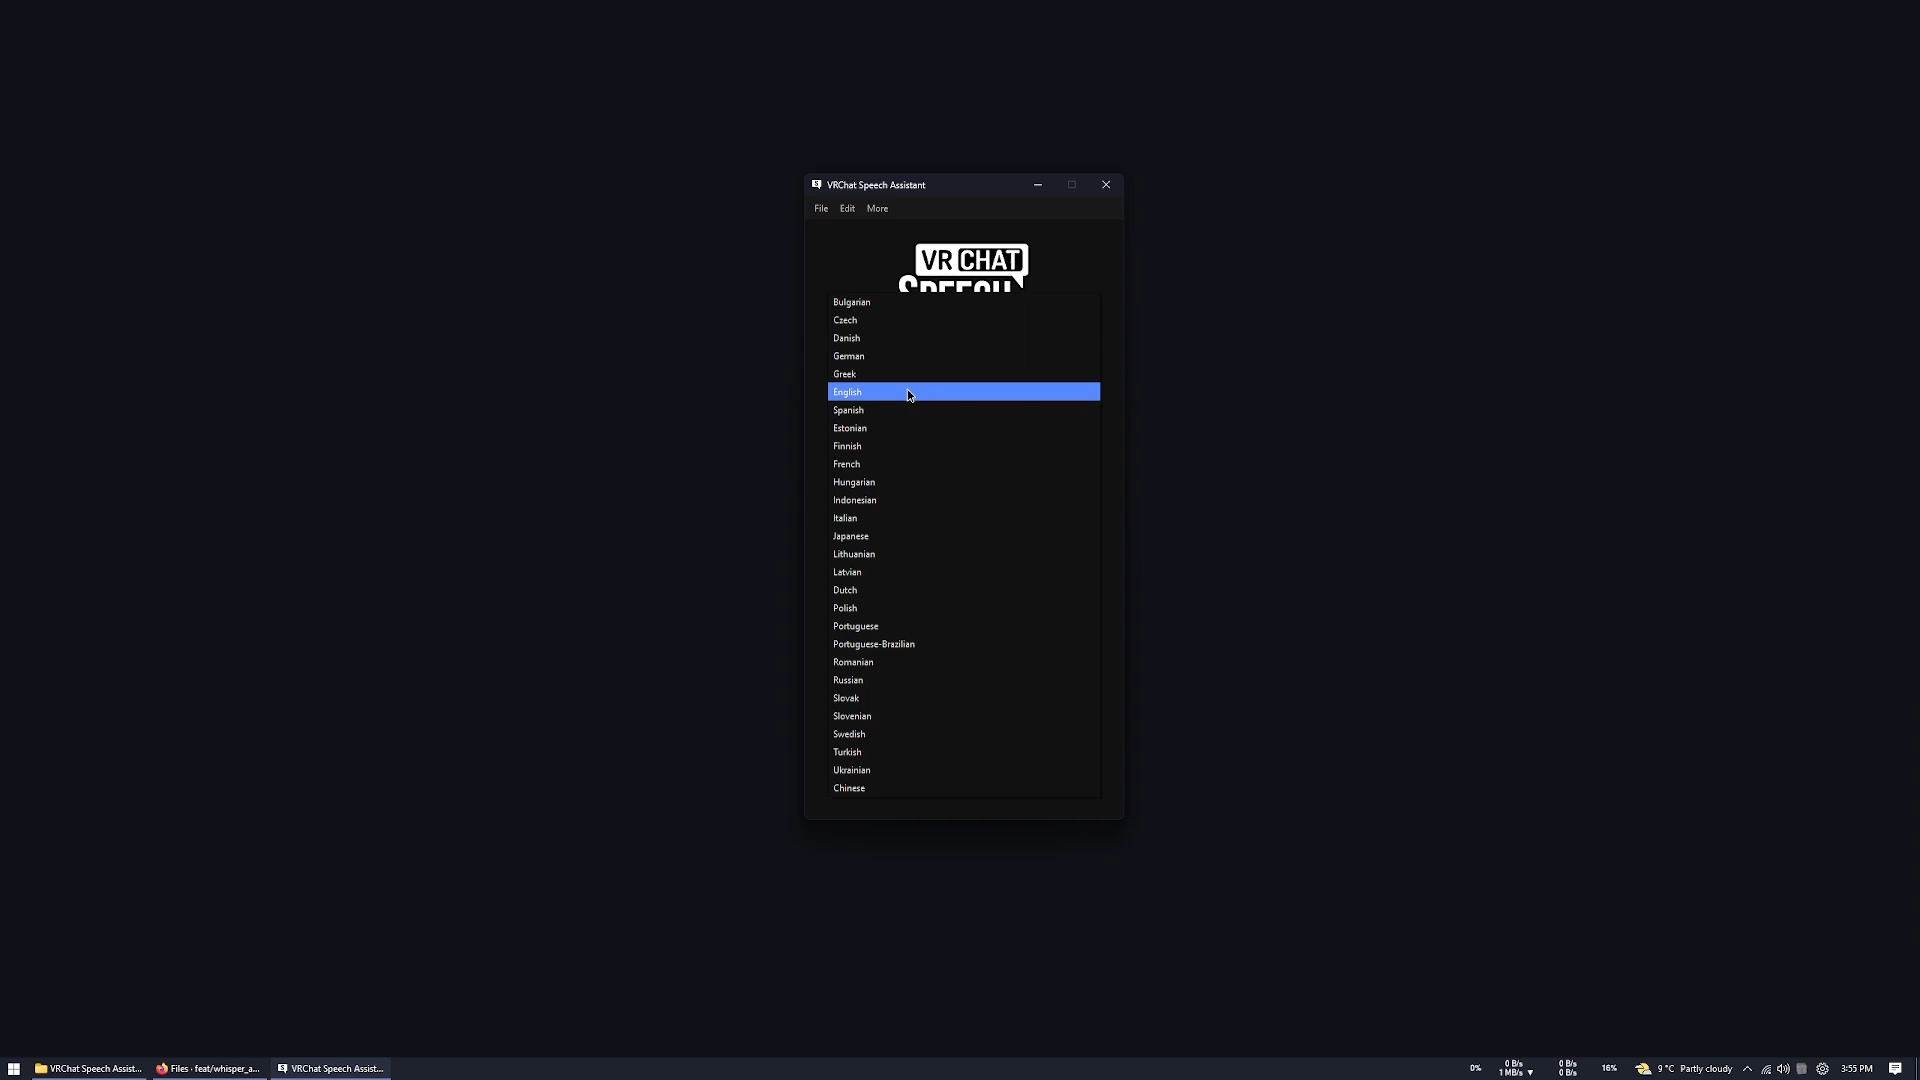 VRChat Speech Assistant
File Edit More
VR CHAT
SPEECH
Bulgarian
Czech
Danish
German
Greek
English
Spanish
Estonian
Finnish
French
Hungarian
Indonesian
Italian
Japanese
Lithuanian
Latvian
Dutch
Polish
Portuguese
Portuguese-Brazilian
Romanian
Russian
Slovak
Slovenian
Swedish
Turkish
Ukrainian
Chinese
VRChat Speech Assist... Files · feat/whisper_a... VRChat Speech Assist... 0% 0 B/s 0 B/s 16% 9°C Partly cloudy 3:55 PM
1 MB/s 0 B/s